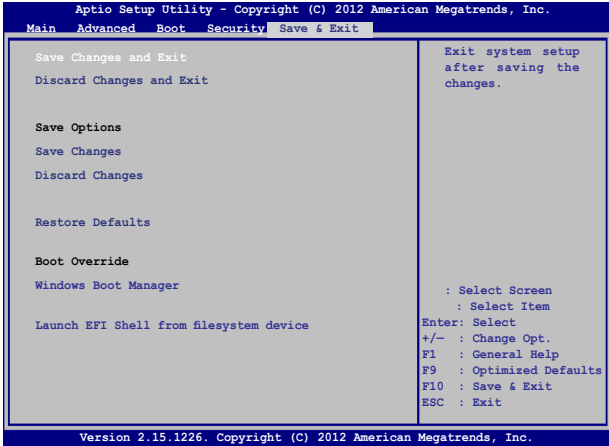 Aptio Setup Utility - Copyright (C) 2012 American Megatrends, Inc.
Main Advanced Boot Security Save & Exit
Save Changes and Exit
Discard Changes and Exit
Save Options
Save Changes
Discard Changes
Restore Defaults
Boot Override
Windows Boot Manager
Launch EFI Shell from filesystem device
Exit system setup
after saving the
changes.
: Select Screen
: Select Item
Enter: Select
+/— : Change Opt.
F1 : General Help
F9 : Optimized Defaults
F10 : Save & Exit
ESC : Exit
Version 2.15.1226. Copyright (C) 2012 American Megatrends, Inc.